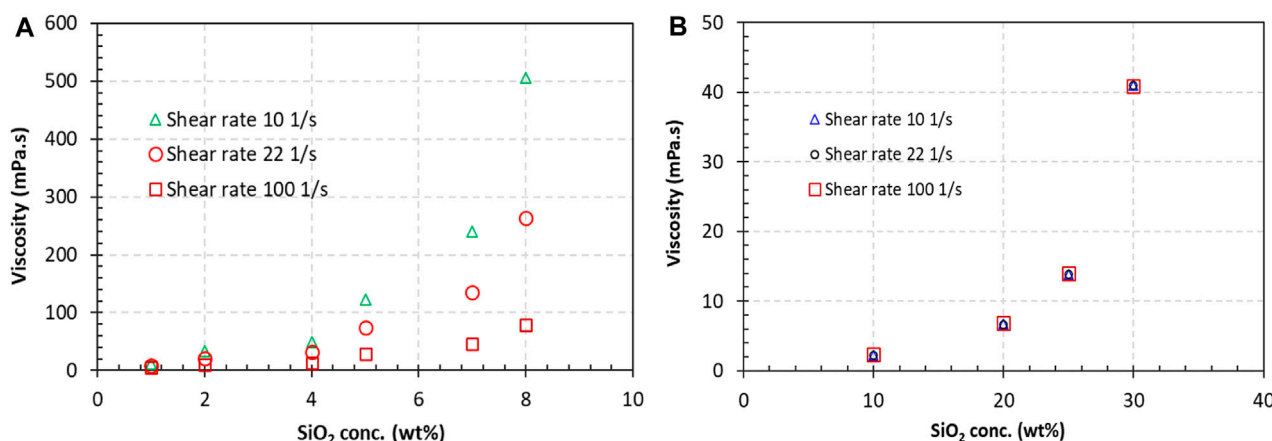 A
600
500
400
300
200
100
0
Viscosity (mPa.s)
Shear rate 10 1/s
Shear rate 22 1/s
Shear rate 100 1/s
0 2 4 6 8 10
SiO₂ conc. (wt%)
B
50
40
30
20
10
0
Viscosity (mPa.s)
Shear rate 10 1/s
Shear rate 22 1/s
Shear rate 100 1/s
0 10 20 30 40
SiO₂ conc. (wt%)